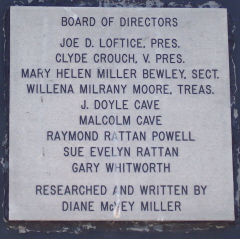 BOARD OF DIRECTORS
JOE D. LOFTICE, PRES.
CLYDE CROUCH, V. PRES.
MARY HELEN MILLER BEWLEY, SECT.
WILLENA MILRANY MOORE, TREAS.
J. DOYLE CAVE
MALCOLM CAVE
RAYMOND RATTAN POWELL
SUE EVELYN RATTAN
GARY WHITWORTH
RESEARCHED AND WRITTEN BY
DIANE McVEY MILLER